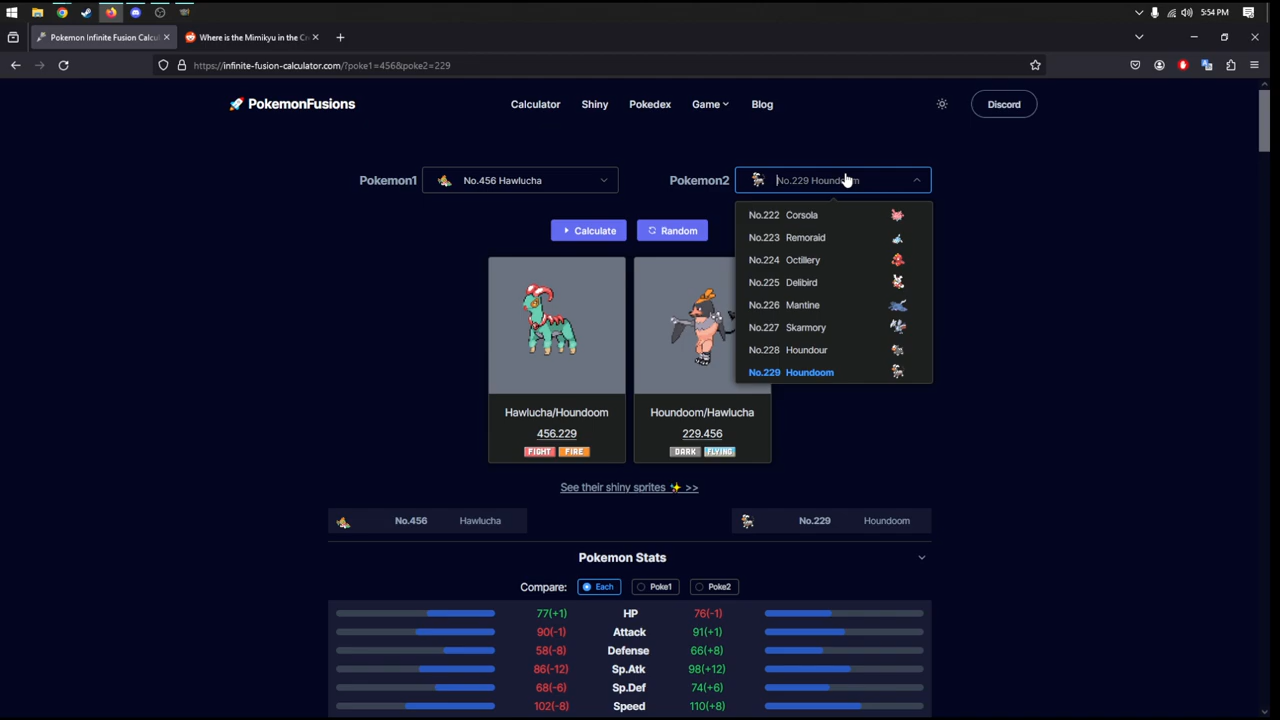 5:54 PM
Pokemon Infinite Fusion Calcul
Where is the Mimikyu in the Cr
https://infinite-fusion-calculator.com/?poke1=456&poke2=229
PokemonFusions
Calculator
Shiny
Pokedex
Game
Blog
Discord
Pokemon1
No.456 Hawlucha
Pokemon2
No.229 Houndoom
Calculate
Random
No.222 Corsola
No.223 Remoraid
No.224 Octillery
No.225 Delibird
No.226 Mantine
No.227 Skarmory
No.228 Houndour
No.229 Houndoom
Hawlucha/Houndoom
456.229
FIGHT FIRE
Houndoom/Hawlucha
229.456
DARK FLYING
See their shiny sprites ✨ >>
No.456 Hawlucha
No.229 Houndoom
Pokemon Stats
Compare: Each Poke1 Poke2
77(+1) HP 76(-1)
90(-1) Attack 91(+1)
58(-8) Defense 66(+8)
86(-12) Sp.Atk 98(+12)
68(-6) Sp.Def 74(+6)
102(-8) Speed 110(+8)